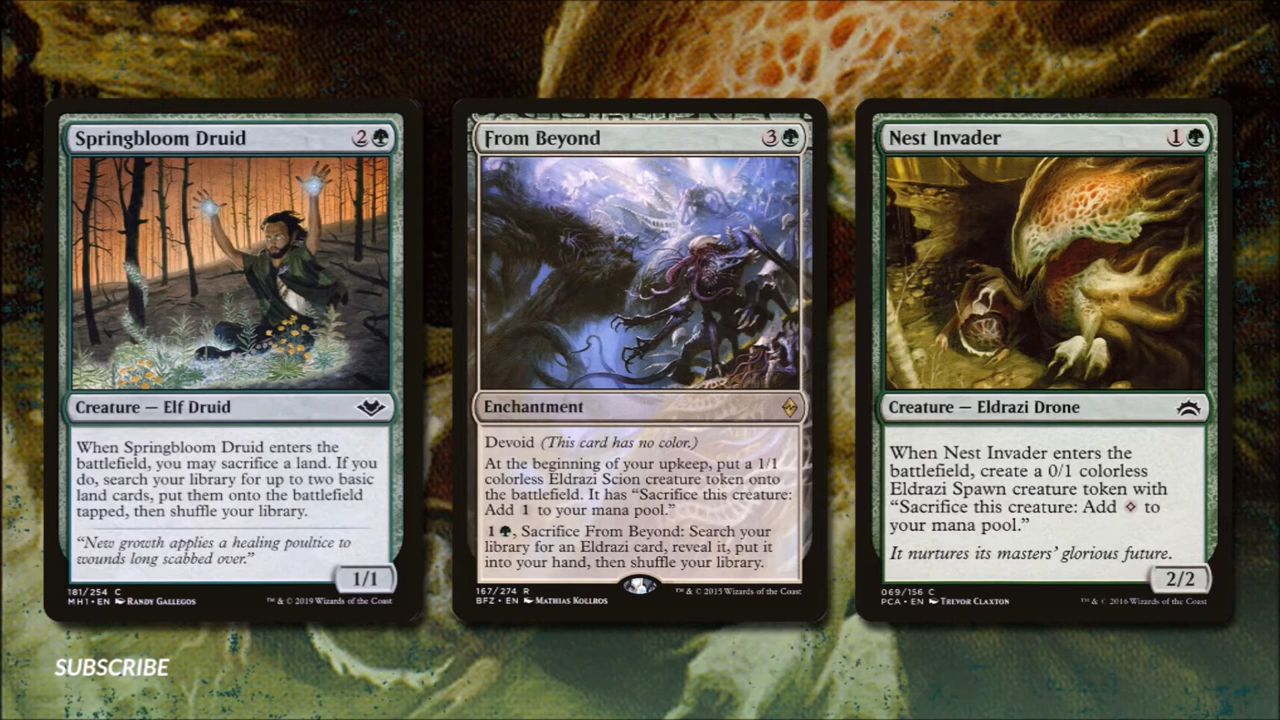 Springbloom Druid 2
Creature — Elf Druid
When Springbloom Druid enters the
battlefield, you may sacrifice a land. If you
do, search your library for up to two basic
land cards, put them onto the battlefield
tapped, then shuffle your library.
“New growth applies a healing poultice to
wounds long scabbed over.”
1/1
181/254 C
MH1 • EN Randy Gallegos
™ & © 2019 Wizards of the Coast
From Beyond 3
Enchantment
Devoid (This card has no color.)
At the beginning of your upkeep, put a 1/1
colorless Eldrazi Scion creature token onto
the battlefield. It has “Sacrifice this creature:
Add 1 to your mana pool.”
1 , Sacrifice From Beyond: Search your
library for an Eldrazi card, reveal it, put it
into your hand, then shuffle your library.
167/274 R
BFZ • EN Mathias Kollros
™ & © 2015 Wizards of the Coast
Nest Invader 1
Creature — Eldrazi Drone
When Nest Invader enters the
battlefield, create a 0/1 colorless
Eldrazi Spawn creature token with
“Sacrifice this creature: Add to
your mana pool.”
It nurtures its masters’ glorious future.
2/2
069/156 C
PCA • EN Trevor Claxton
™ & © 2016 Wizards of the Coast
SUBSCRIBE